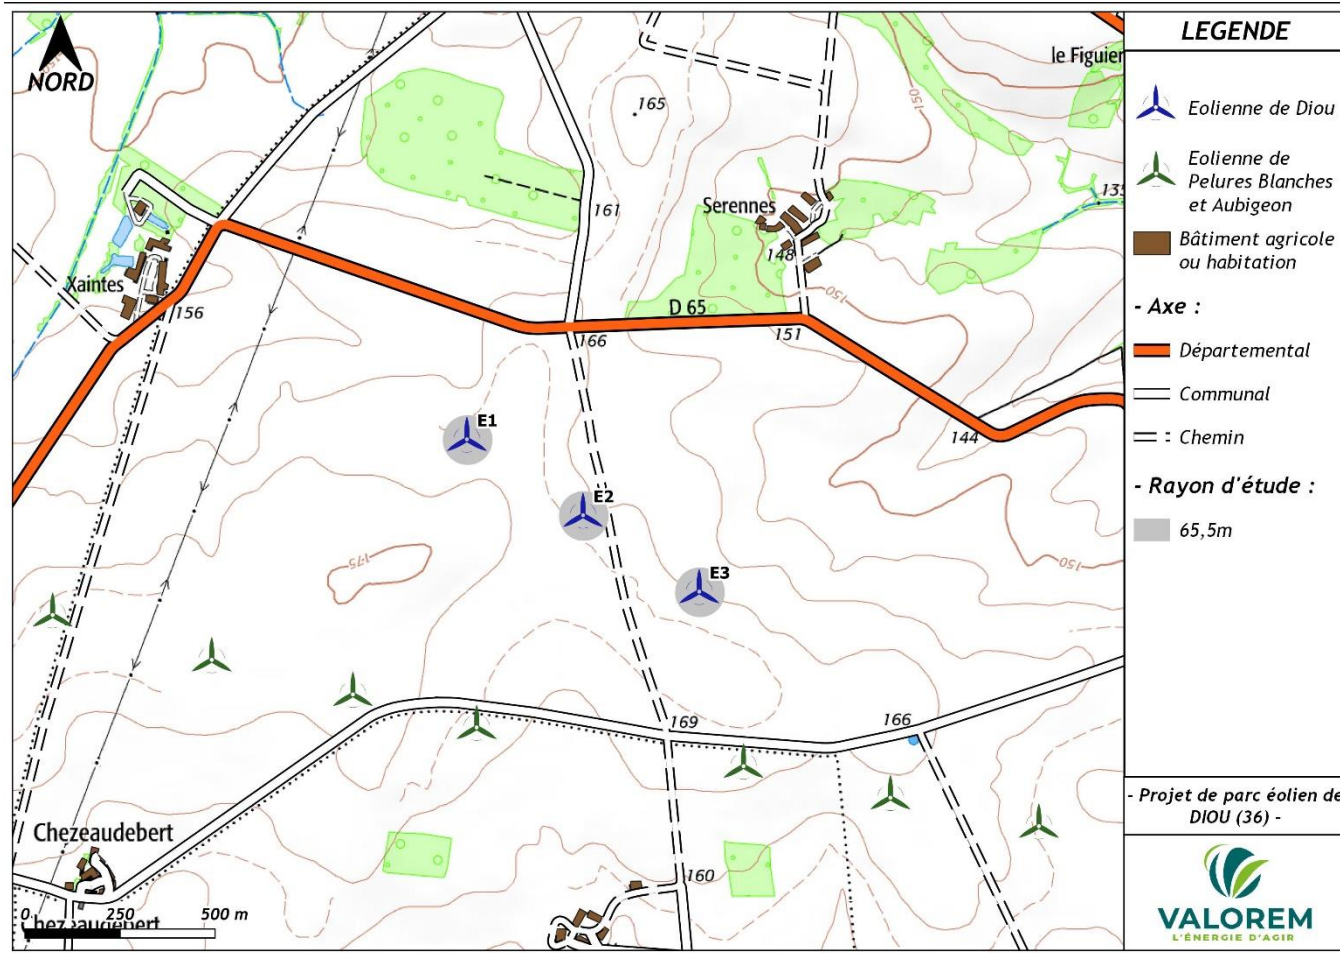 NORD
Xaintes
156
161
165
166
D 65
Serennes
148
151
144
150
150
150
135
le Figuier
E1
E2
E3
175
169
166
160
Chezeaudebert
Chezeaudebert
0 250 500 m
LEGENDE
Eolienne de Diou
Eolienne de
Pelures Blanches
et Aubigeon
Bâtiment agricole
ou habitation
- Axe :
Départemental
Communal
Chemin
- Rayon d'étude :
65,5m
- Projet de parc éolien de
DIOU (36) -
VALOREM
L'ÉNERGIE D'AGIR